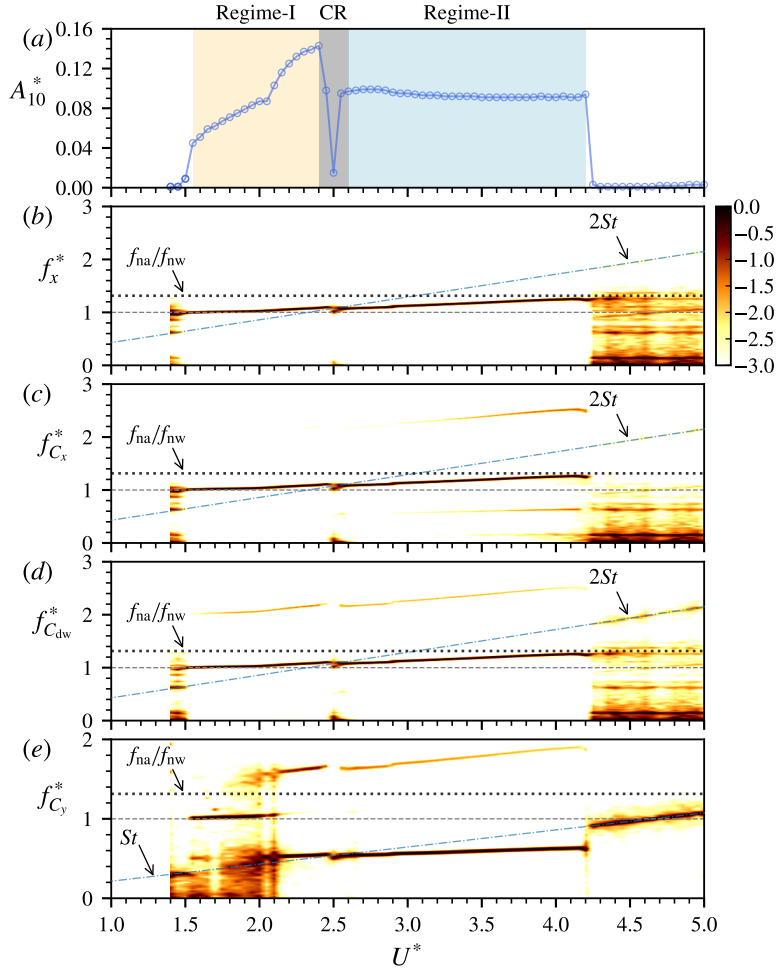 Regime-I CR Regime-II
(a)
0.16
0.12
A*10
0.08
0.04
0.00
(b)
3
2
f*x
1
0
fna/fnw
2St
0.0
−0.5
−1.0
−1.5
−2.0
−2.5
−3.0
(c)
3
2
f*Cx
1
0
fna/fnw
2St
(d)
3
2
f*Cdw
1
0
fna/fnw
2St
(e)
2
f*Cy
1
0
fna/fnw
St
1.0 1.5 2.0 2.5 3.0 3.5 4.0 4.5 5.0
U*